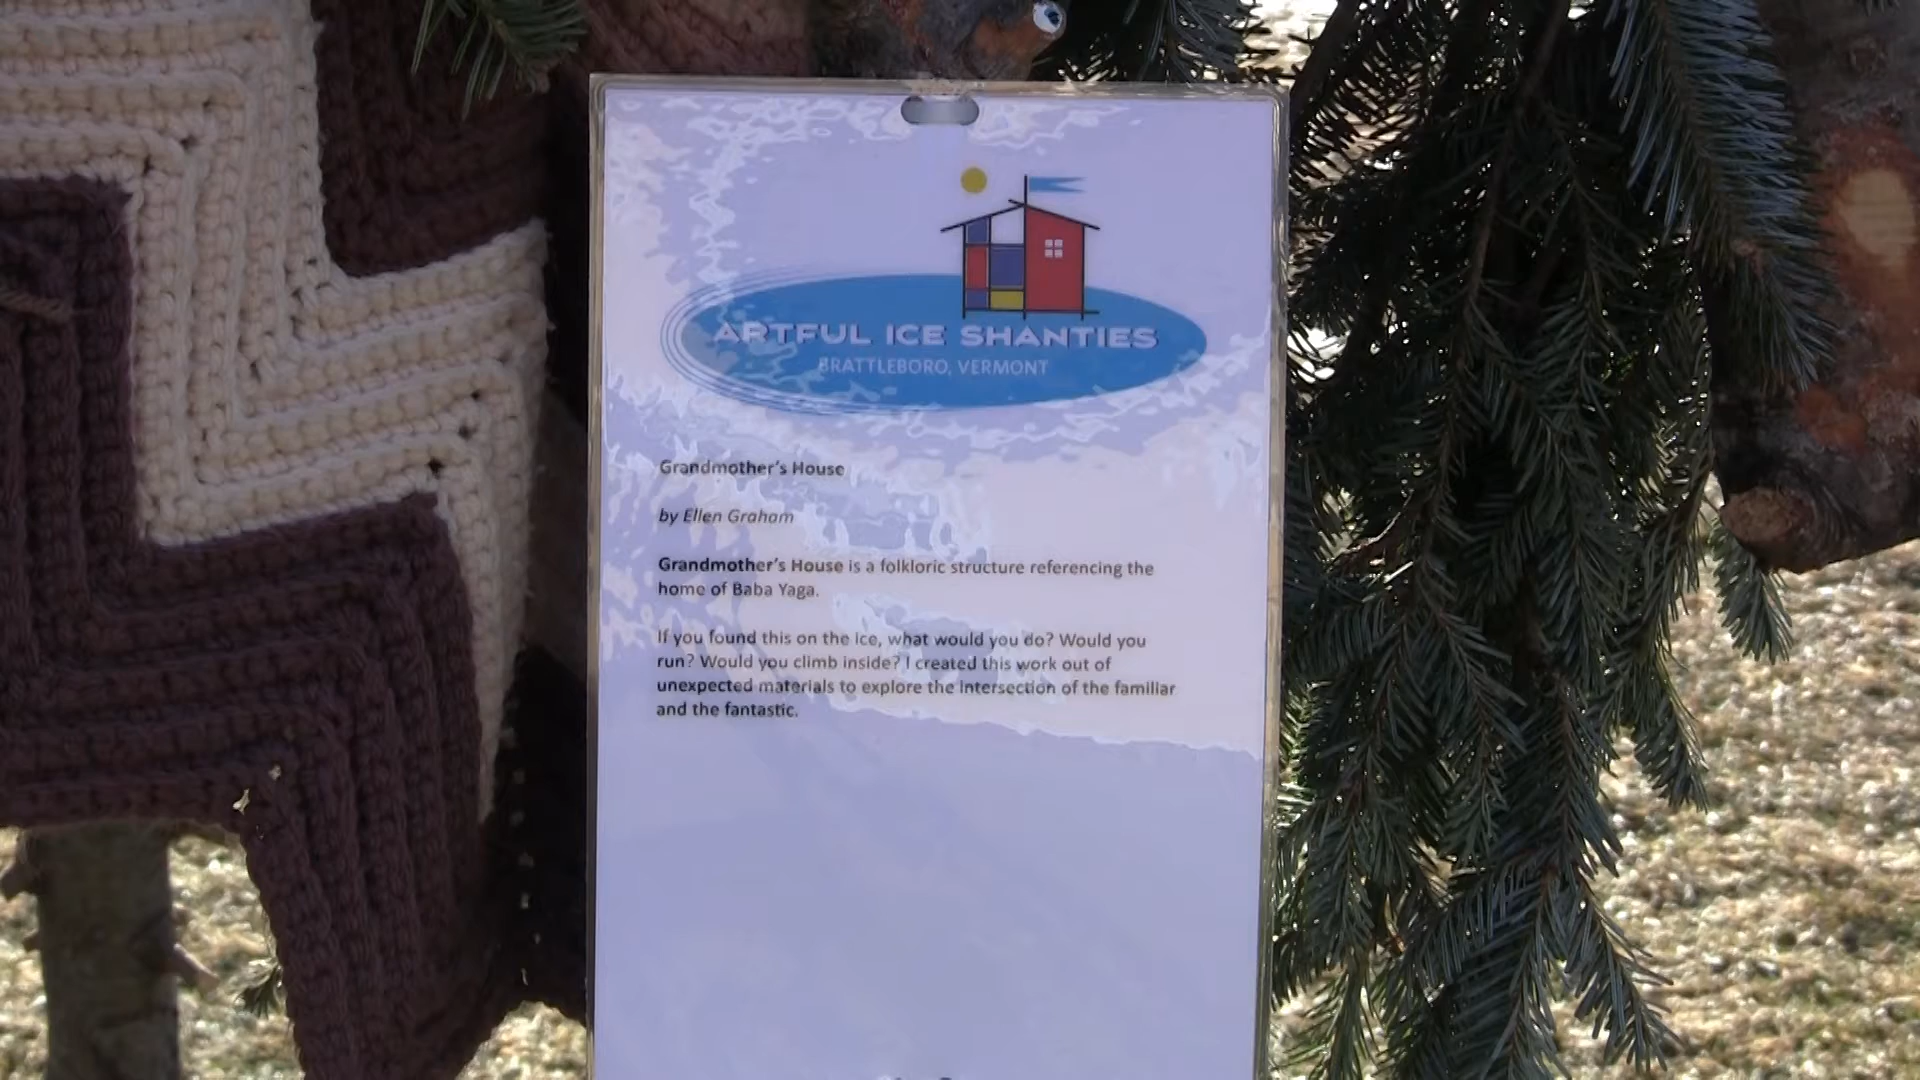 ARTFUL ICE SHANTIES
BRATTLEBORO, VERMONT
Grandmother's House
by Ellen Graham
Grandmother's House is a folkloric structure referencing the
home of Baba Yaga.
If you found this on the ice, what would you do? Would you
run? Would you climb inside? I created this work out of
unexpected materials to explore the intersection of the familiar
and the fantastic.